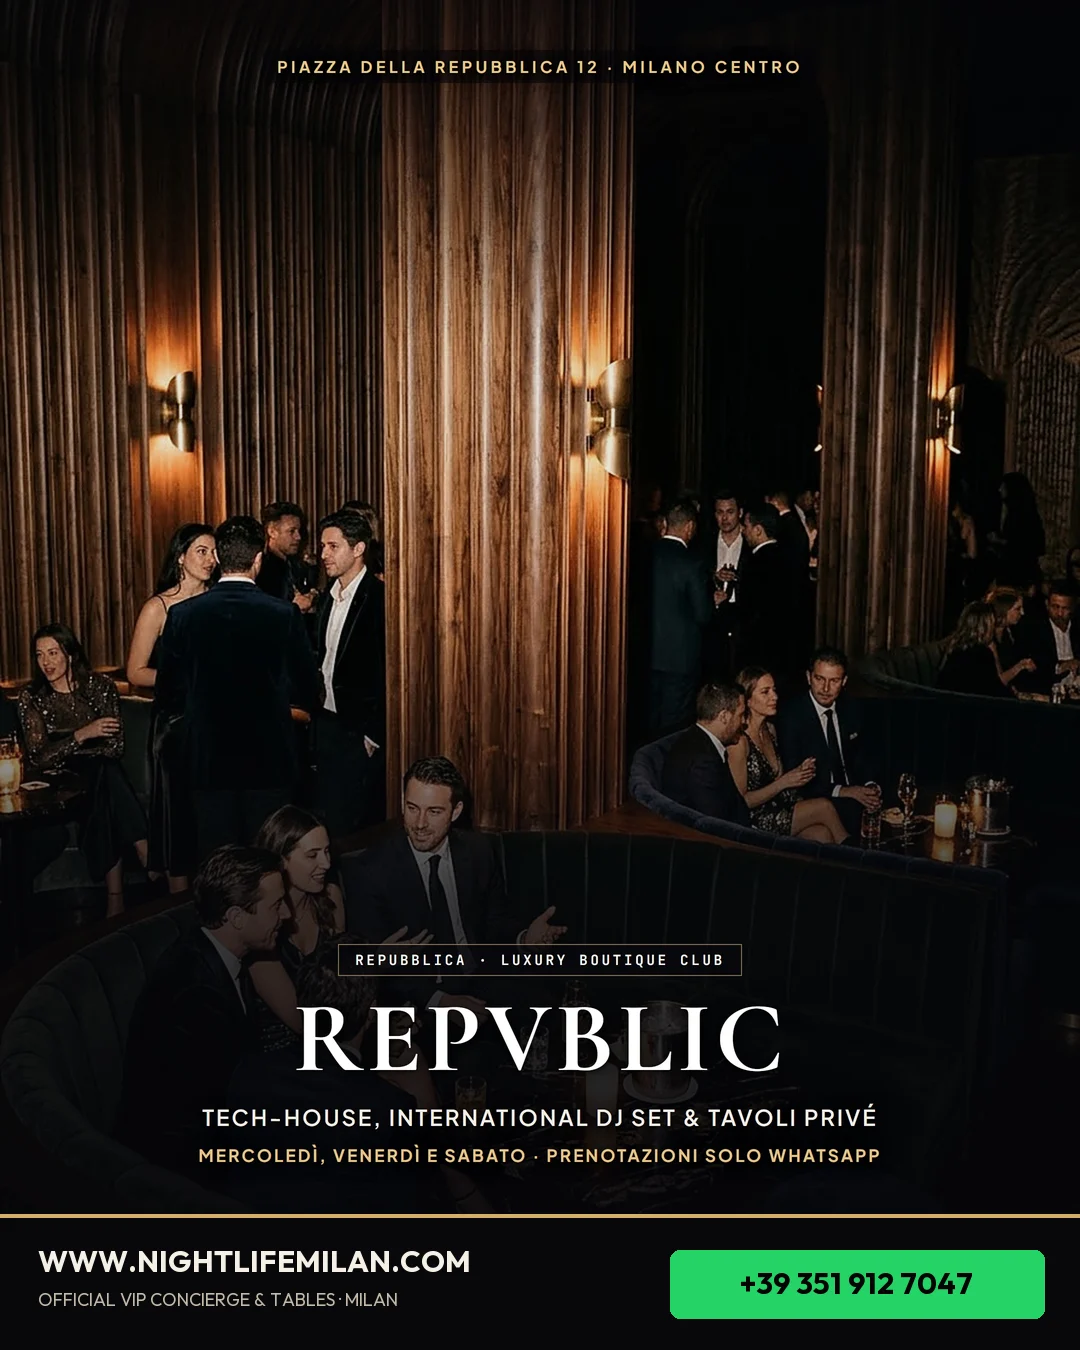 PIAZZA DELLA REPUBBLICA 12 · MILANO CENTRO
REPUBBLICA · LUXURY BOUTIQUE CLUB
REPVBLIC
TECH-HOUSE, INTERNATIONAL DJ SET & TAVOLI PRIVÉ
MERCOLEDÌ, VENERDÌ E SABATO · PRENOTAZIONI SOLO WHATSAPP
WWW.NIGHTLIFEMILAN.COM
OFFICIAL VIP CONCIERGE & TABLES · MILAN
+39 351 912 7047